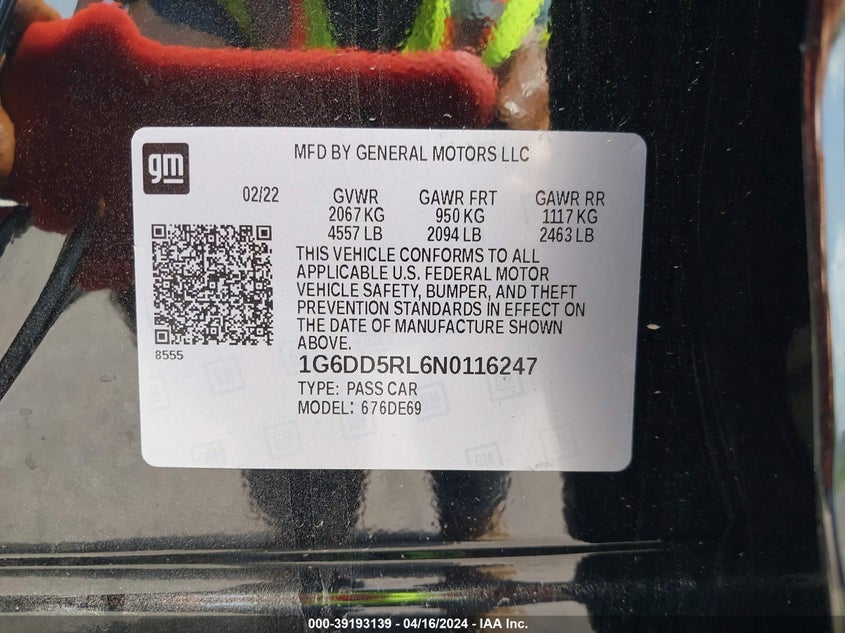 gm
MFD BY GENERAL MOTORS LLC
02/22 GVWR GAWR FRT GAWR RR
2067 KG 950 KG 1117 KG
4557 LB 2094 LB 2463 LB
THIS VEHICLE CONFORMS TO ALL
APPLICABLE U.S. FEDERAL MOTOR
VEHICLE SAFETY, BUMPER, AND THEFT
PREVENTION STANDARDS IN EFFECT ON
THE DATE OF MANUFACTURE SHOWN
ABOVE.
8555
1G6DD5RL6N0116247
TYPE: PASS CAR
MODEL: 676DE69
000-39193139 - 04/16/2024 - IAA Inc.